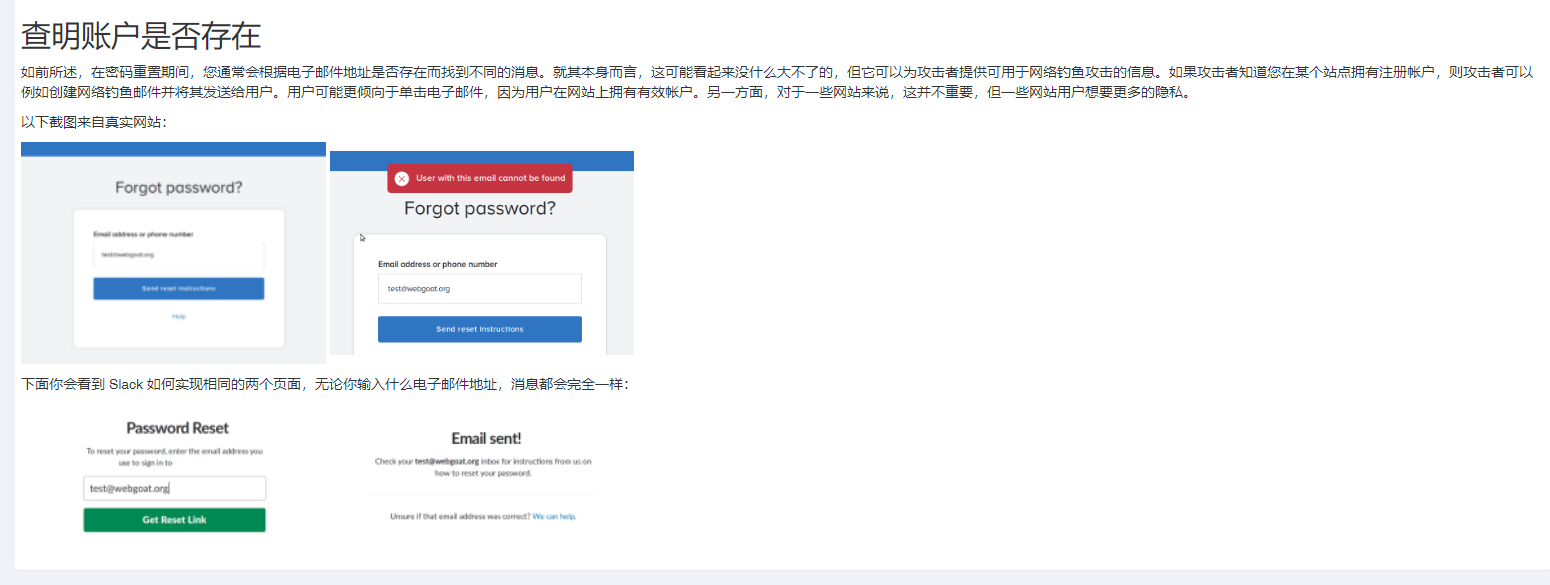 查明账户是否存在
如前所述，在密码重置期间，您通常会根据电子邮件地址是否存在而找到不同的消息。就其本身而言，这可能看起来没什么大不了的，但它可以为攻击者提供可用于网络钓鱼攻击的信息。如果攻击者知道您在某个站点拥有注册帐户，则攻击者可以
例如创建网络钓鱼邮件并将其发送给用户。用户可能更倾向于单击电子邮件，因为用户在网站上拥有有效帐户。另一方面，对于一些网站来说，这并不重要，但一些网站用户想要更多的隐私。
以下截图来自真实网站：
Forgot password?
Email address or phone number
test@webgoat.org
Send reset instructions
Help
User with this email cannot be found
Forgot password?
Email address or phone number
test@webgoat.org
Send reset instructions
下面你会看到 Slack 如何实现相同的两个页面，无论你输入什么电子邮件地址，消息都会完全一样：
Password Reset
To reset your password, enter the email address you
use to sign in to
test@webgoat.org
Get Reset Link
Email sent!
Check your test@webgoat.org inbox for instructions from us on
how to reset your password.
Unsure if that email address was correct? We can help.